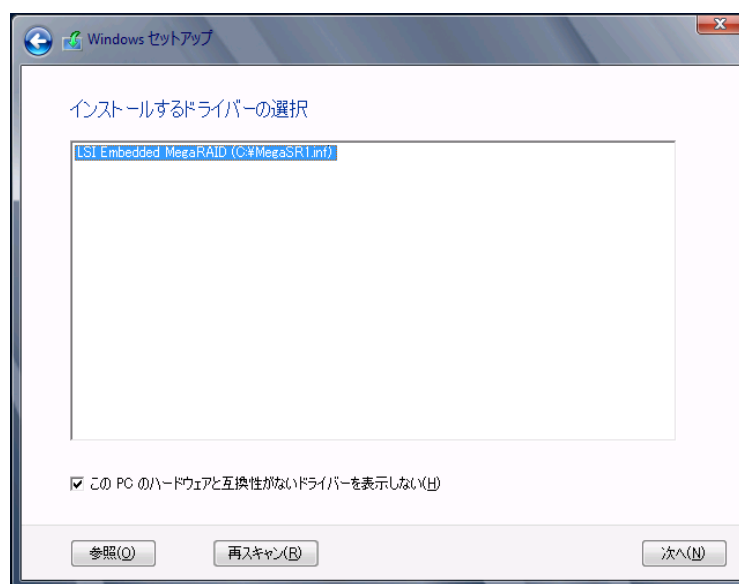 Windows セットアップ
インストールするドライバーの選択
LSI Embedded MegaRAID (C:¥MegaSR1.inf)
この PC のハードウェアと互換性がないドライバーを表示しない(H)
参照(O) 再スキャン(R) 次へ(N)